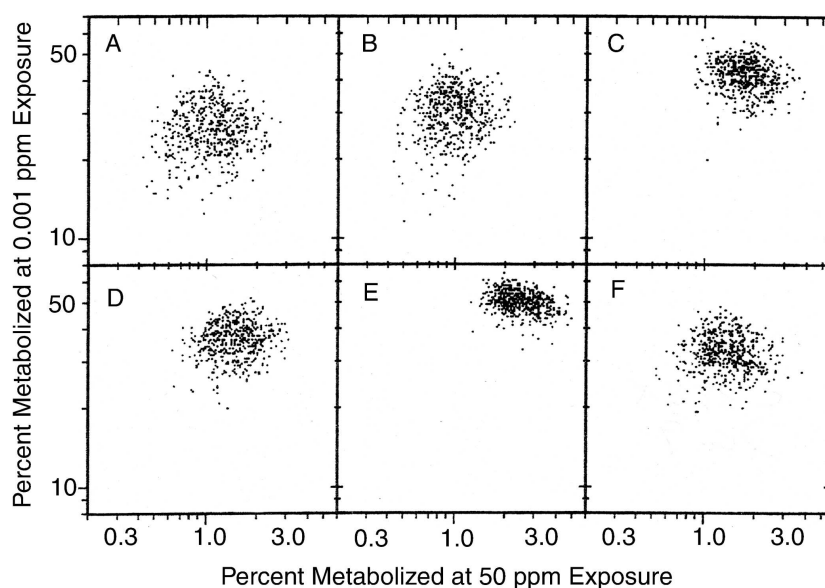 Percent Metabolized at 0.001 ppm Exposure
50
10
A
B
C
50
10
D
E
F
0.3 1.0 3.0 0.3 1.0 3.0 0.3 1.0 3.0
Percent Metabolized at 50 ppm Exposure